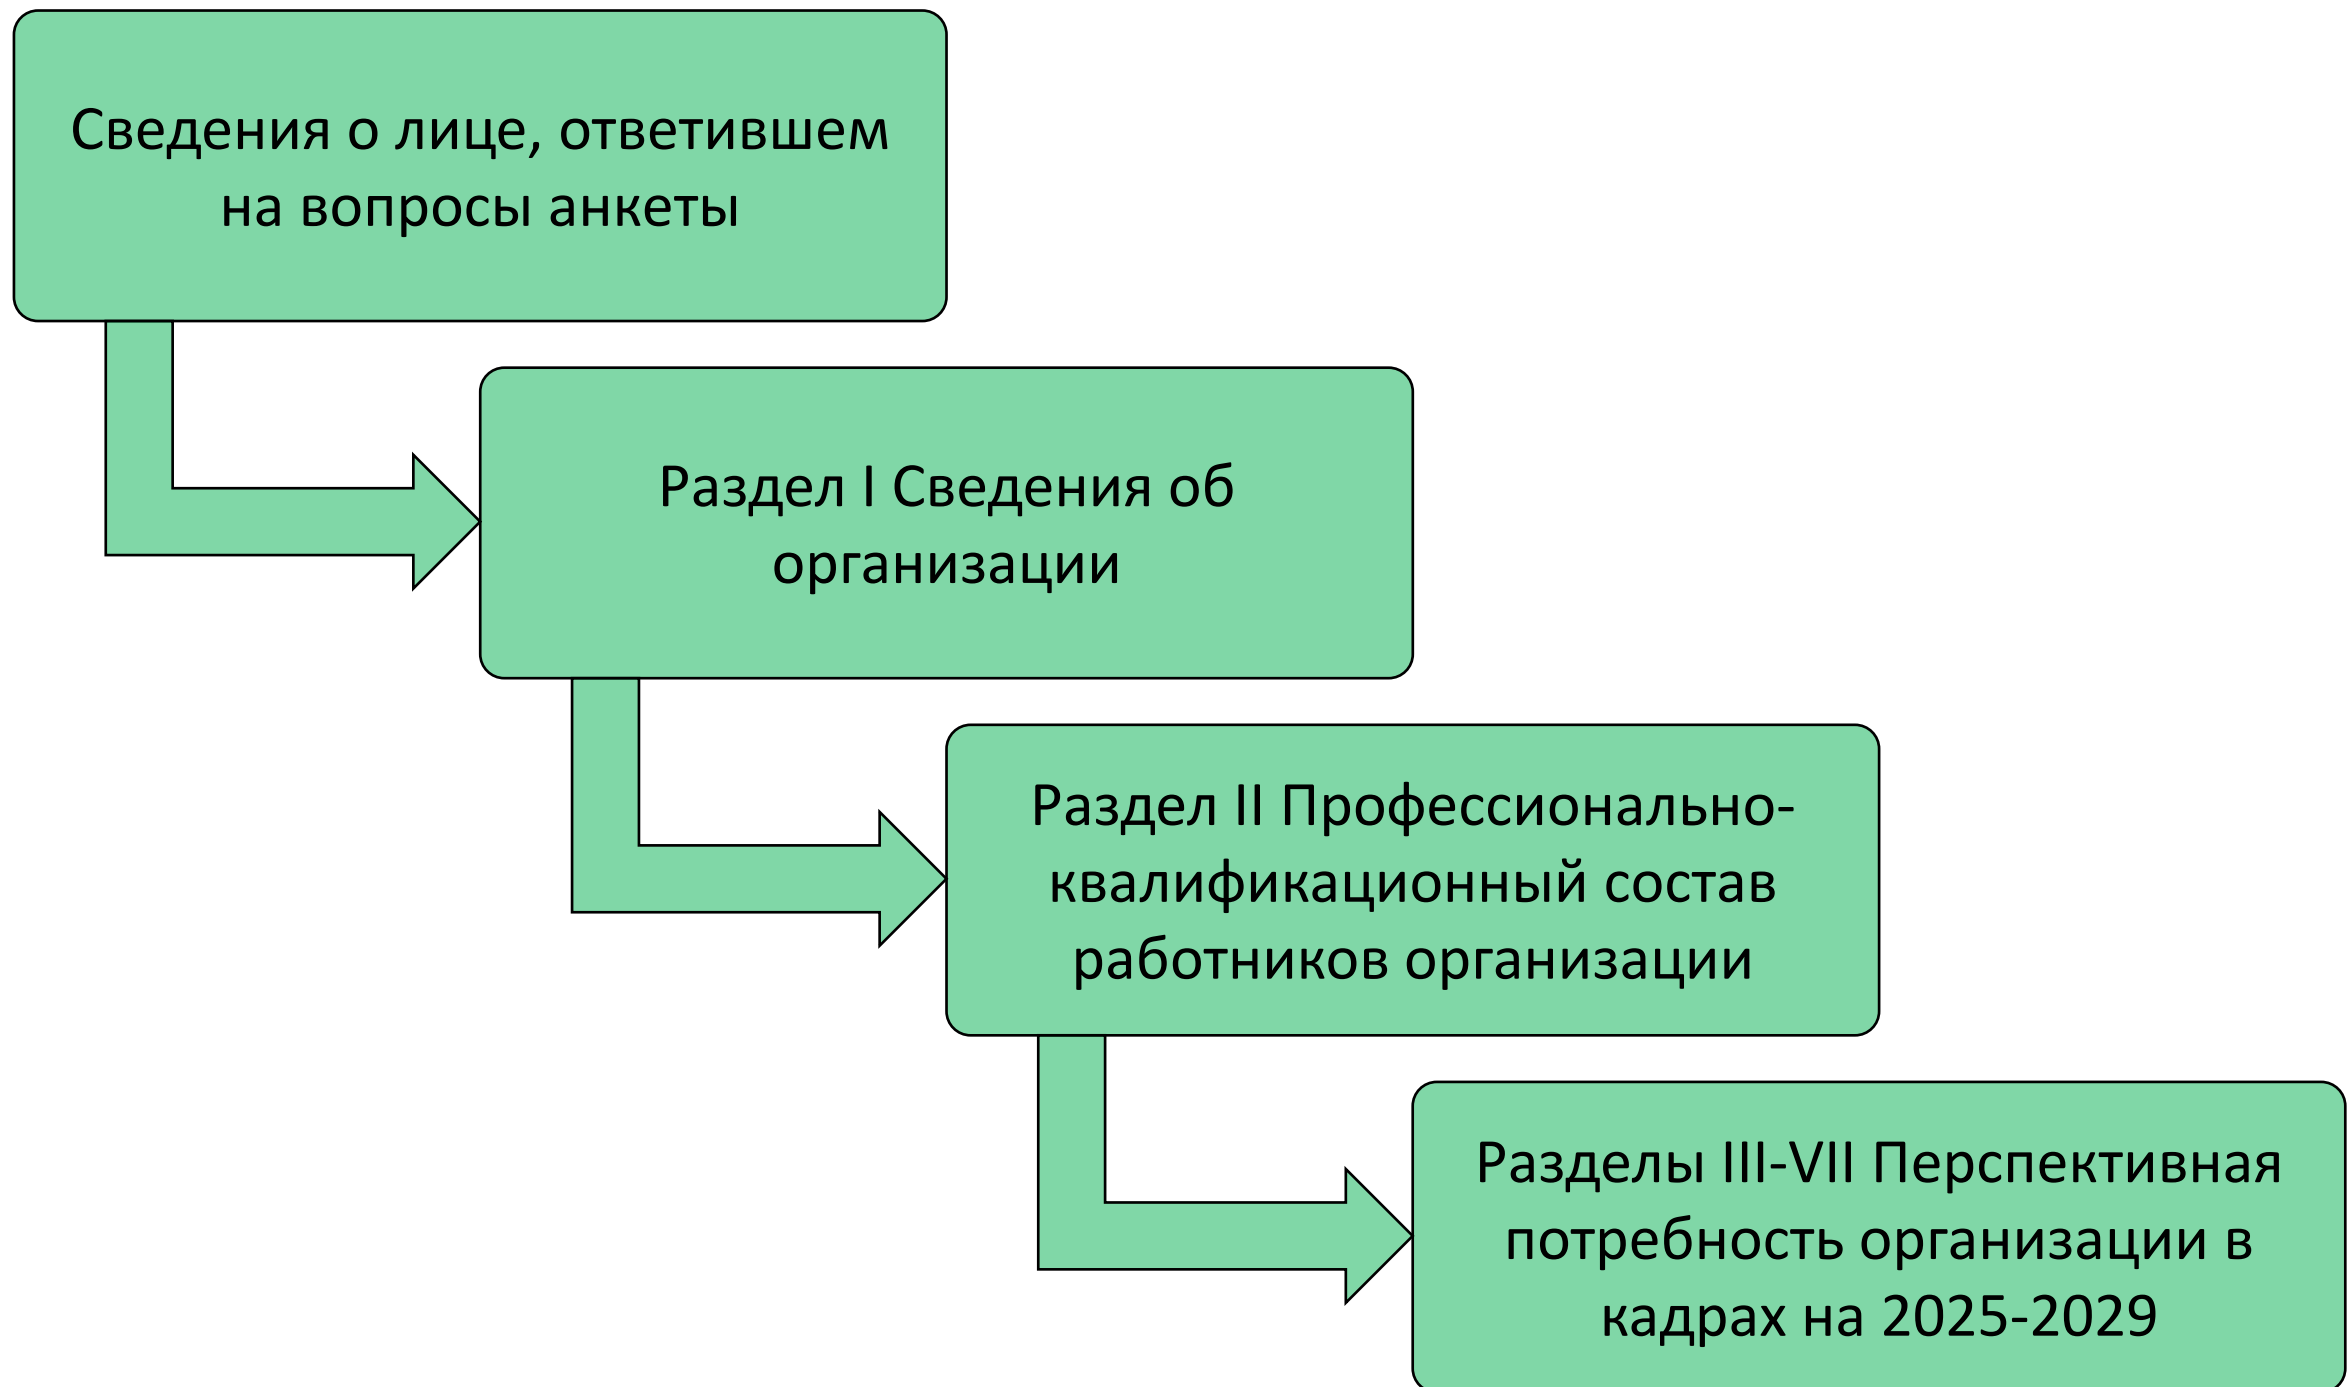 Сведения о лице, ответившем
на вопросы анкеты
Раздел I Сведения об
организации
Раздел II Профессионально-
квалификационный состав
работников организации
Разделы III-VII Перспективная
потребность организации в
кадрах на 2025-2029